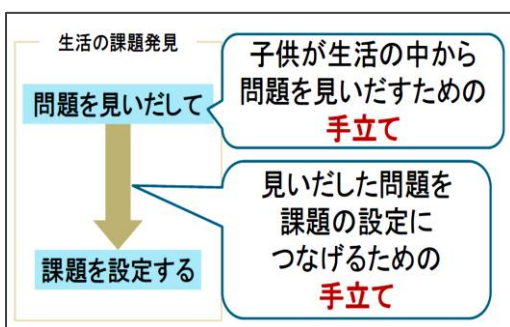 生活の課題発見
問題を見いだして
課題を設定する
子供が生活の中から
問題を見いだすための
手立て
見いだした問題を
課題の設定に
つなげるための
手立て